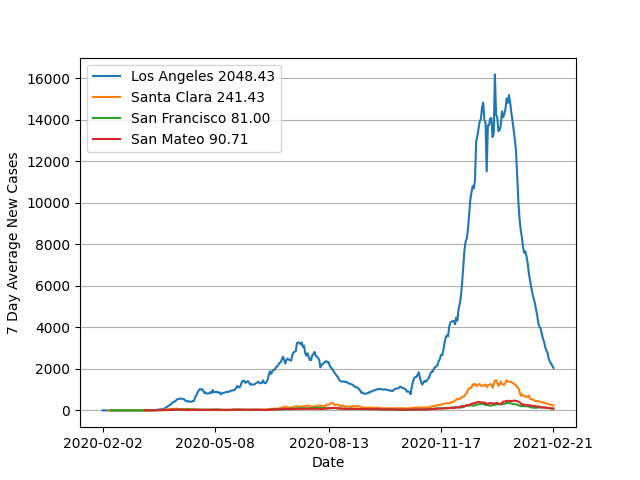 Los Angeles 2048.43
Santa Clara 241.43
San Francisco 81.00
San Mateo 90.71
16000
14000
12000
10000
8000
6000
4000
2000
0
7 Day Average New Cases
2020-02-02
2020-05-08
2020-08-13
2020-11-17
2021-02-21
Date